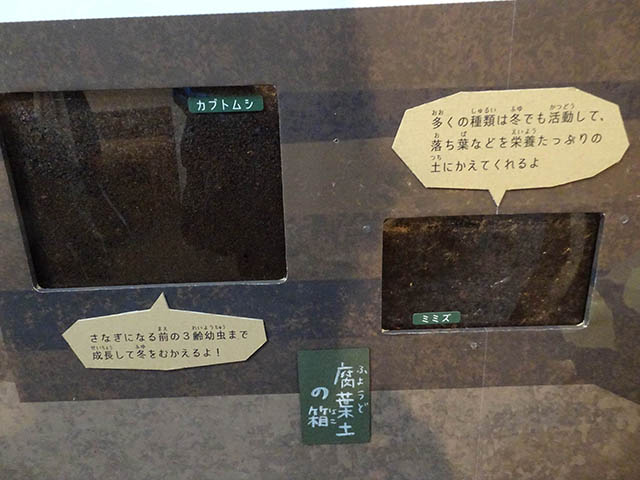 カブトムシ
さなぎになる前の3齢幼虫まで
成長して冬をむかえるよ!
多くの種類は冬でも活動して、
落ち葉などを栄養たっぷりの
土にかえてくれるよ
ミミズ
腐葉土
の箱